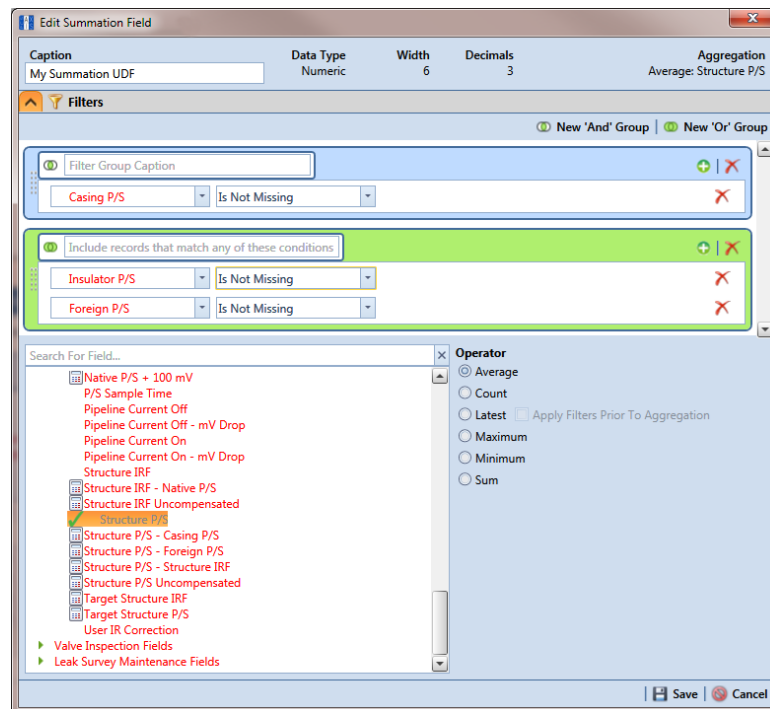 Edit Summation Field
Caption Data Type Width Decimals Aggregation
My Summation UDF Numeric 6 3 Average: Structure P/S
Filters
New 'And' Group | New 'Or' Group
Filter Group Caption
Casing P/S Is Not Missing
Include records that match any of these conditions
Insulator P/S Is Not Missing
Foreign P/S Is Not Missing
Search For Field...
Native P/S + 100 mV
P/S Sample Time
Pipeline Current Off
Pipeline Current Off - mV Drop
Pipeline Current On
Pipeline Current On - mV Drop
Structure IRF
Structure IRF - Native P/S
Structure IRF Uncompensated
Structure P/S
Structure P/S - Casing P/S
Structure P/S - Foreign P/S
Structure P/S - Structure IRF
Structure P/S Uncompensated
Target Structure IRF
Target Structure P/S
User IR Correction
Valve Inspection Fields
Leak Survey Maintenance Fields
Operator
Average
Count
Latest Apply Filters Prior To Aggregation
Maximum
Minimum
Sum
Save | Cancel